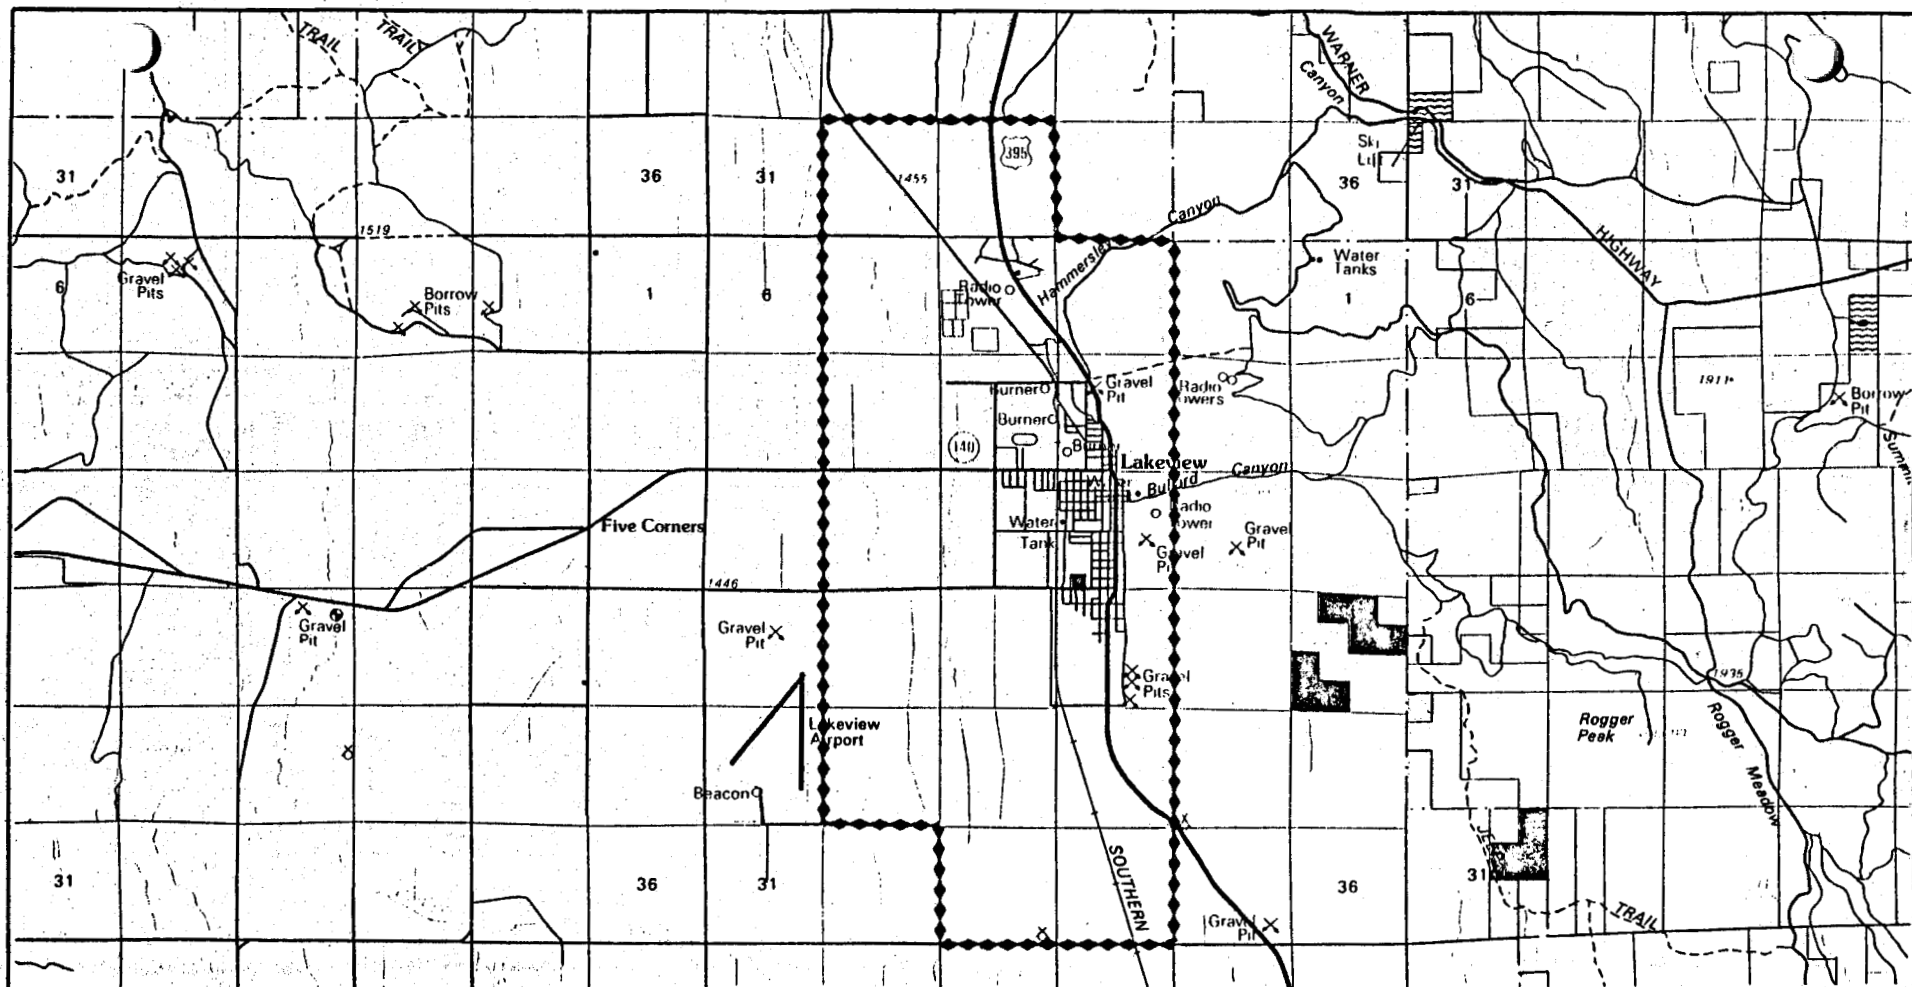 TRAIL
TRAIL
WARNER
Canyon
395
Ski
Lift
31
36
31
1455
36
31
Canyon
1519
HIGHWAY
Hammersley
Water
Tanks
Gravel
Pits
6
Borrow
Pits
1
6
Radio
Tower
1
6
1911
Gravel
Pit
Radio
Towers
Burner
Borrow
Pit
Burner
140
Lakeview
Canyon
Summit
Bullard
Five Corners
Water
Tank
Radio
Tower
Gravel
Pit
Gravel
Pit
1446
Gravel
Pit
Gravel
Pit
Gravel
Pits
1935
Rogger
Peak
Rogger
Meadow
Lakeview
Airport
Beacon
JEEP
SOUTHERN
31
36
31
36
31
TRAIL
Gravel
Pit